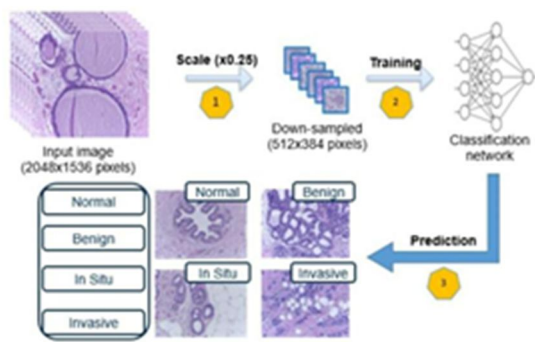 Scale (x0.25)
1
Training
2
Input image
(2048x1536 pixels)
Down-sampled
(512x384 pixels)
Classification
network
Normal
Benign
In Situ
Invasive
Normal
Benign
In Situ
Invasive
Prediction
3